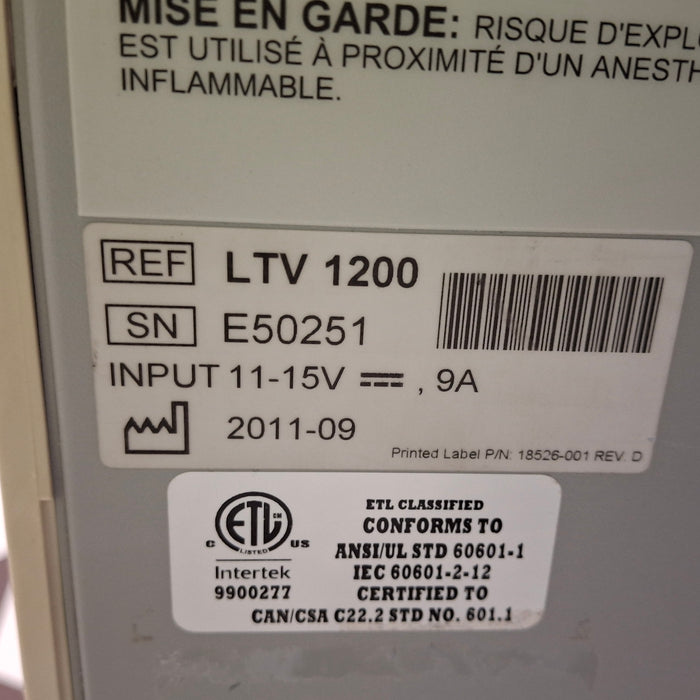 MISE EN GARDE: RISQUE D'EXPLO
EST UTILISÉ À PROXIMITÉ D'UN ANESTH
INFLAMMABLE.
REF LTV 1200
SN E50251
INPUT 11-15V , 9A
2011-09
Printed Label P/N: 18526-001 REV. D
ETL CLASSIFIED
CONFORMS TO
ANSI/UL STD 60601-1
IEC 60601-2-12
CERTIFIED TO
CAN/CSA C22.2 STD NO. 601.1
ETL CM
LISTED
C US
Intertek
9900277